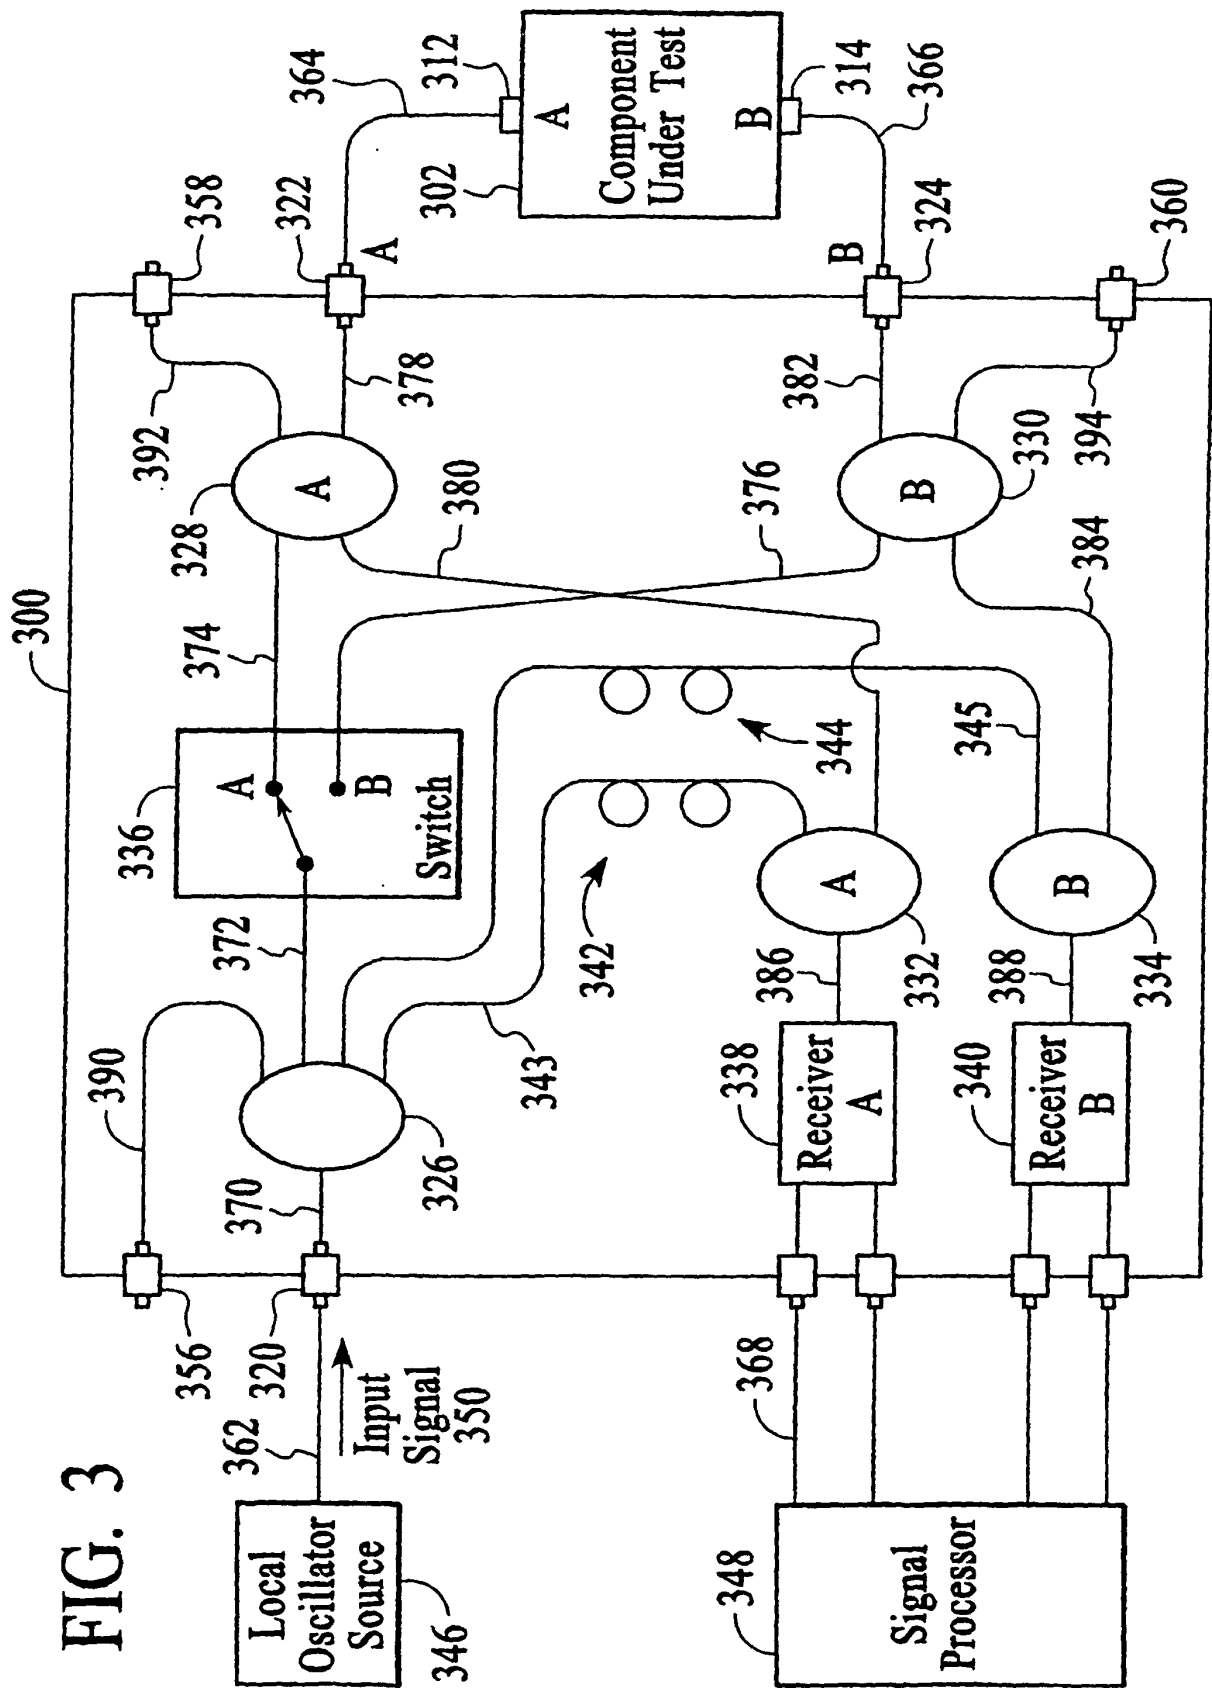 FIG. 3
300
Local
Oscillator
Source
346
362
Input
Signal
350
356
320
390
370
326
372
336
A
B
Switch
374
328
A
392
358
322
A
378
364
312
302
A
Component
Under Test
B
314
366
B
324
360
382
330
B
394
384
376
380
343
342
344
345
A
332
386
B
334
388
338
Receiver
A
340
Receiver
B
368
348
Signal
Processor